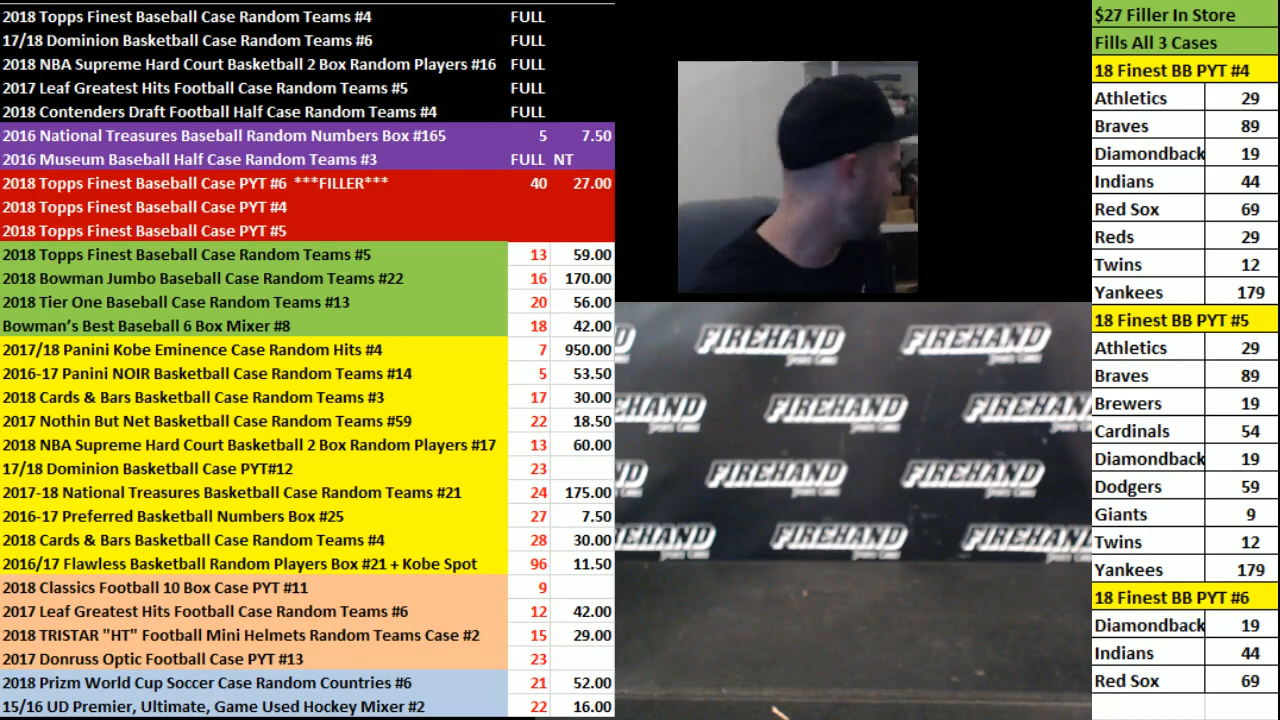 2018 Topps Finest Baseball Case Random Teams #4 FULL
17/18 Dominion Basketball Case Random Teams #6 FULL
2018 NBA Supreme Hard Court Basketball 2 Box Random Players #16 FULL
2017 Leaf Greatest Hits Football Case Random Teams #5 FULL
2018 Contenders Draft Football Half Case Random Teams #4 FULL
2016 National Treasures Baseball Random Numbers Box #165 5 7.50
2016 Museum Baseball Half Case Random Teams #3 FULL NT
2018 Topps Finest Baseball Case PYT #6 ***FILLER*** 40 27.00
2018 Topps Finest Baseball Case PYT #4
2018 Topps Finest Baseball Case PYT #5
2018 Topps Finest Baseball Case Random Teams #5 13 59.00
2018 Bowman Jumbo Baseball Case Random Teams #22 16 170.00
2018 Tier One Baseball Case Random Teams #13 20 56.00
Bowman's Best Baseball 6 Box Mixer #8 18 42.00
2017/18 Panini Kobe Eminence Case Random Hits #4 7 950.00
2016-17 Panini NOIR Basketball Case Random Teams #14 5 53.50
2018 Cards & Bars Basketball Case Random Teams #3 17 30.00
2017 Nothin But Net Basketball Case Random Teams #59 22 18.50
2018 NBA Supreme Hard Court Basketball 2 Box Random Players #17 13 60.00
17/18 Dominion Basketball Case PYT#12 23
2017-18 National Treasures Basketball Case Random Teams #21 24 175.00
2016-17 Preferred Basketball Numbers Box #25 27 7.50
2018 Cards & Bars Basketball Case Random Teams #4 28 30.00
2016/17 Flawless Basketball Random Players Box #21 + Kobe Spot 96 11.50
2018 Classics Football 10 Box Case PYT #11 9
2017 Leaf Greatest Hits Football Case Random Teams #6 12 42.00
2018 TRISTAR "HT" Football Mini Helmets Random Teams Case #2 15 29.00
2017 Donruss Optic Football Case PYT #13 23
2018 Prizm World Cup Soccer Case Random Countries #6 21 52.00
15/16 UD Premier, Ultimate, Game Used Hockey Mixer #2 22 16.00
FIREHAND FIREHAND
EHAND FIREHAND FIREHAN
FIREHAND FIREHAND
EHAND FIREHAND FIREHAN
$27 Filler In Store
Fills All 3 Cases
18 Finest BB PYT #4
Athletics 29
Braves 89
Diamondback 19
Indians 44
Red Sox 69
Reds 29
Twins 12
Yankees 179
18 Finest BB PYT #5
Athletics 29
Braves 89
Brewers 19
Cardinals 54
Diamondback 19
Dodgers 59
Giants 9
Twins 12
Yankees 179
18 Finest BB PYT #6
Diamondback 19
Indians 44
Red Sox 69